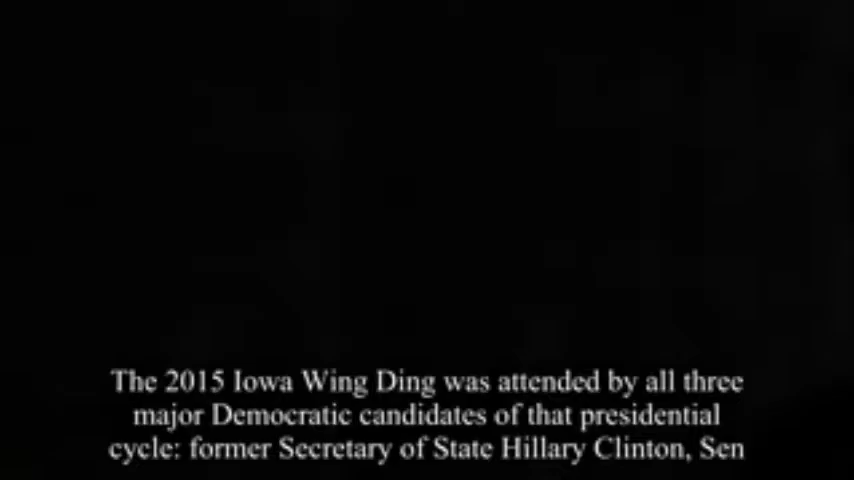 The 2015 Iowa Wing Ding was attended by all three
major Democratic candidates of that presidential
cycle: former Secretary of State Hillary Clinton, Sen